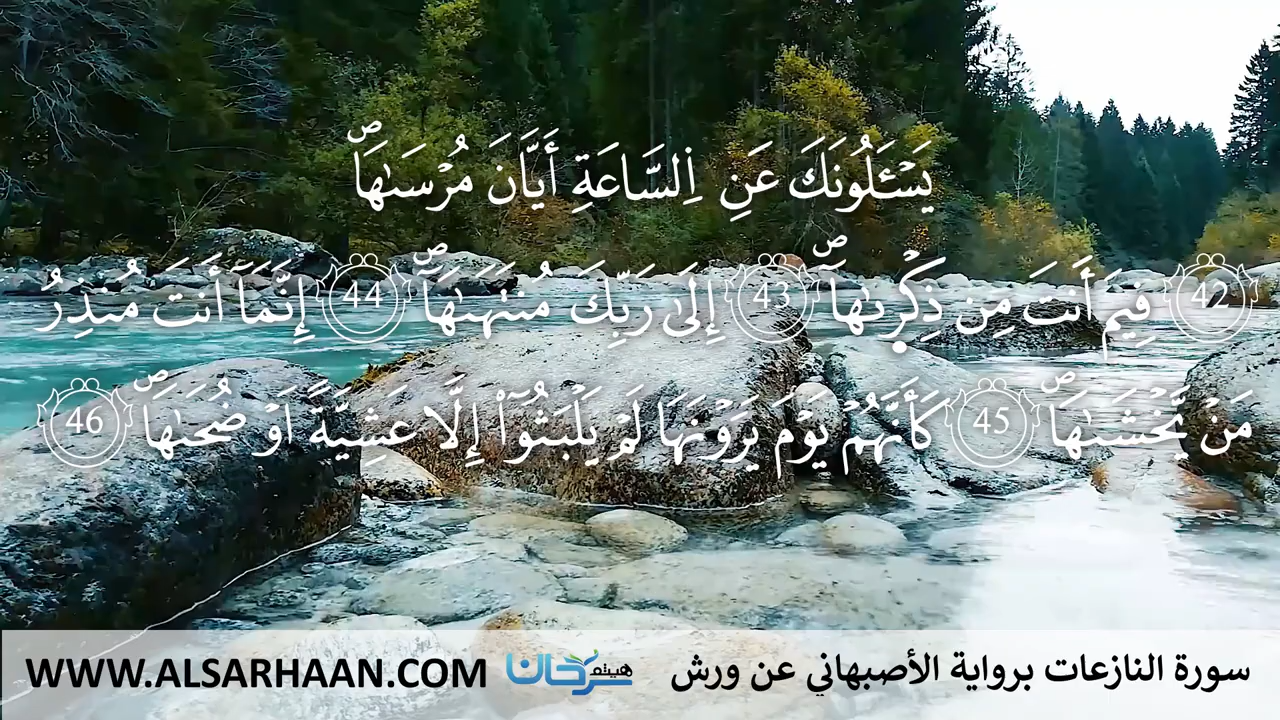 يَسْـَٔلُونَكَ عَنِ اِ۬لسَّاعَةِ أَيَّانَ مُرْسَىٰهَاۖ
42 فِيمَ أَنتَ مِن ذِكْر۪ىٰهَآۖ 43 إِلَىٰ رَبِّكَ مُنتَهَىٰهَآۖ 44 إِنَّمَآ أَنتَ مُنذِرُ
مَنْ يَّخْشَىٰهَاۖ 45 كَأَنَّهُمْ يَوْمَ يَرَوْنَهَا لَمْ يَلْبَثُوٓاْ إِلَّا عَشِيَّةً اَوْ ضُحَىٰهَاۖ 46
سورة النازعات برواية الأصبهاني عن ورش هيثم سرحان WWW.ALSARHAAN.COM